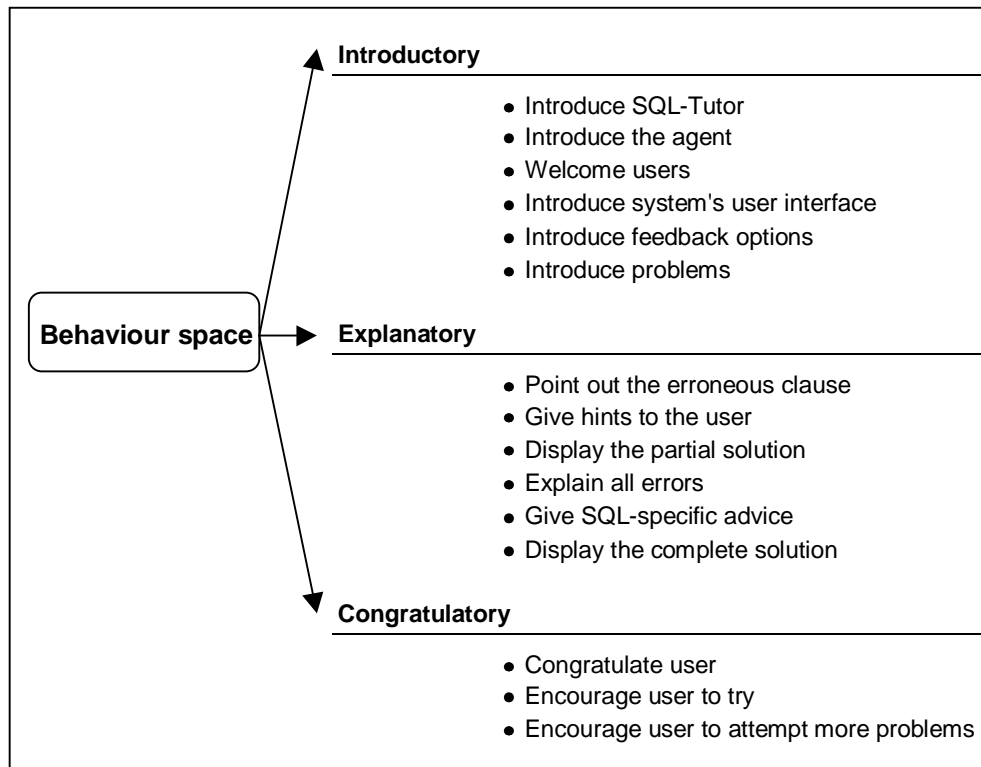 Introductory
• Introduce SQL-Tutor
• Introduce the agent
• Welcome users
• Introduce system's user interface
• Introduce feedback options
• Introduce problems
Behaviour space
Explanatory
• Point out the erroneous clause
• Give hints to the user
• Display the partial solution
• Explain all errors
• Give SQL-specific advice
• Display the complete solution
Congratulatory
• Congratulate user
• Encourage user to try
• Encourage user to attempt more problems